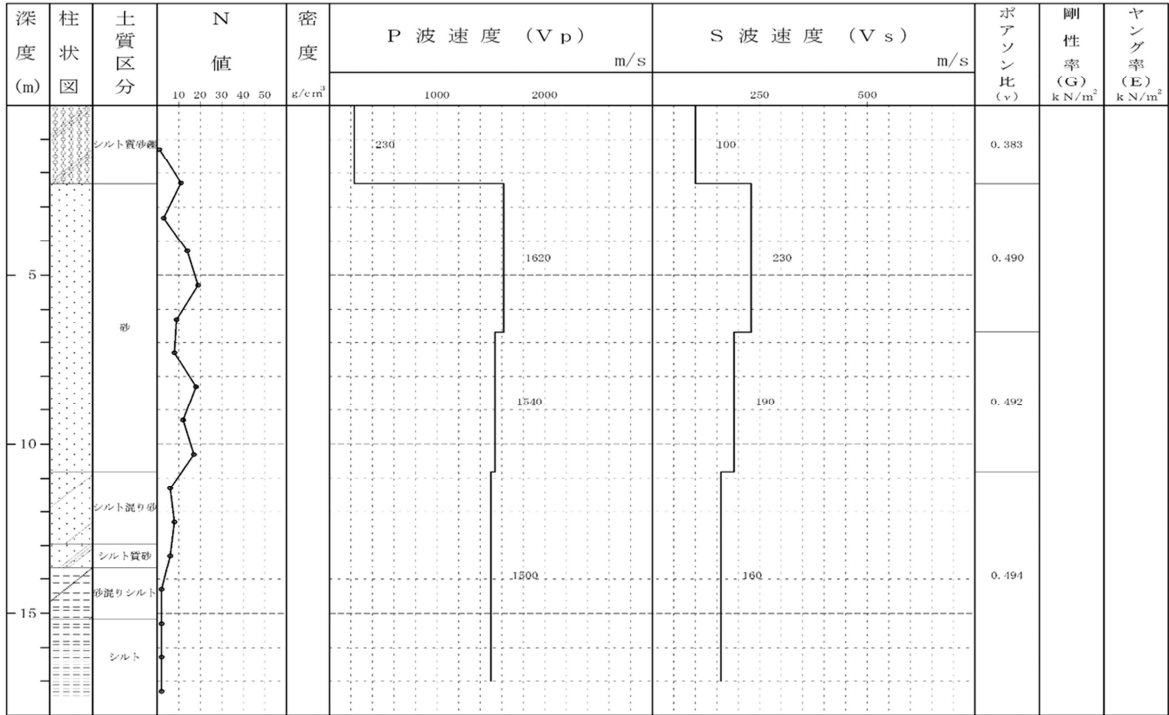 深度(m)
柱状図
土質区分
N値
10 20 30 40 50
密度
g/cm³
P 波速度 (Vp)
m/s
1000 2000
S 波速度 (Vs)
m/s
250 500
ポアソン比(ν)
剛性率(G)
kN/m²
ヤング率(E)
kN/m²
シルト質砂礫
230
100
0.383
5
砂
1620
230
0.490
1540
190
0.492
10
シルト混り砂
シルト質砂
1500
160
0.494
砂混りシルト
15
シルト